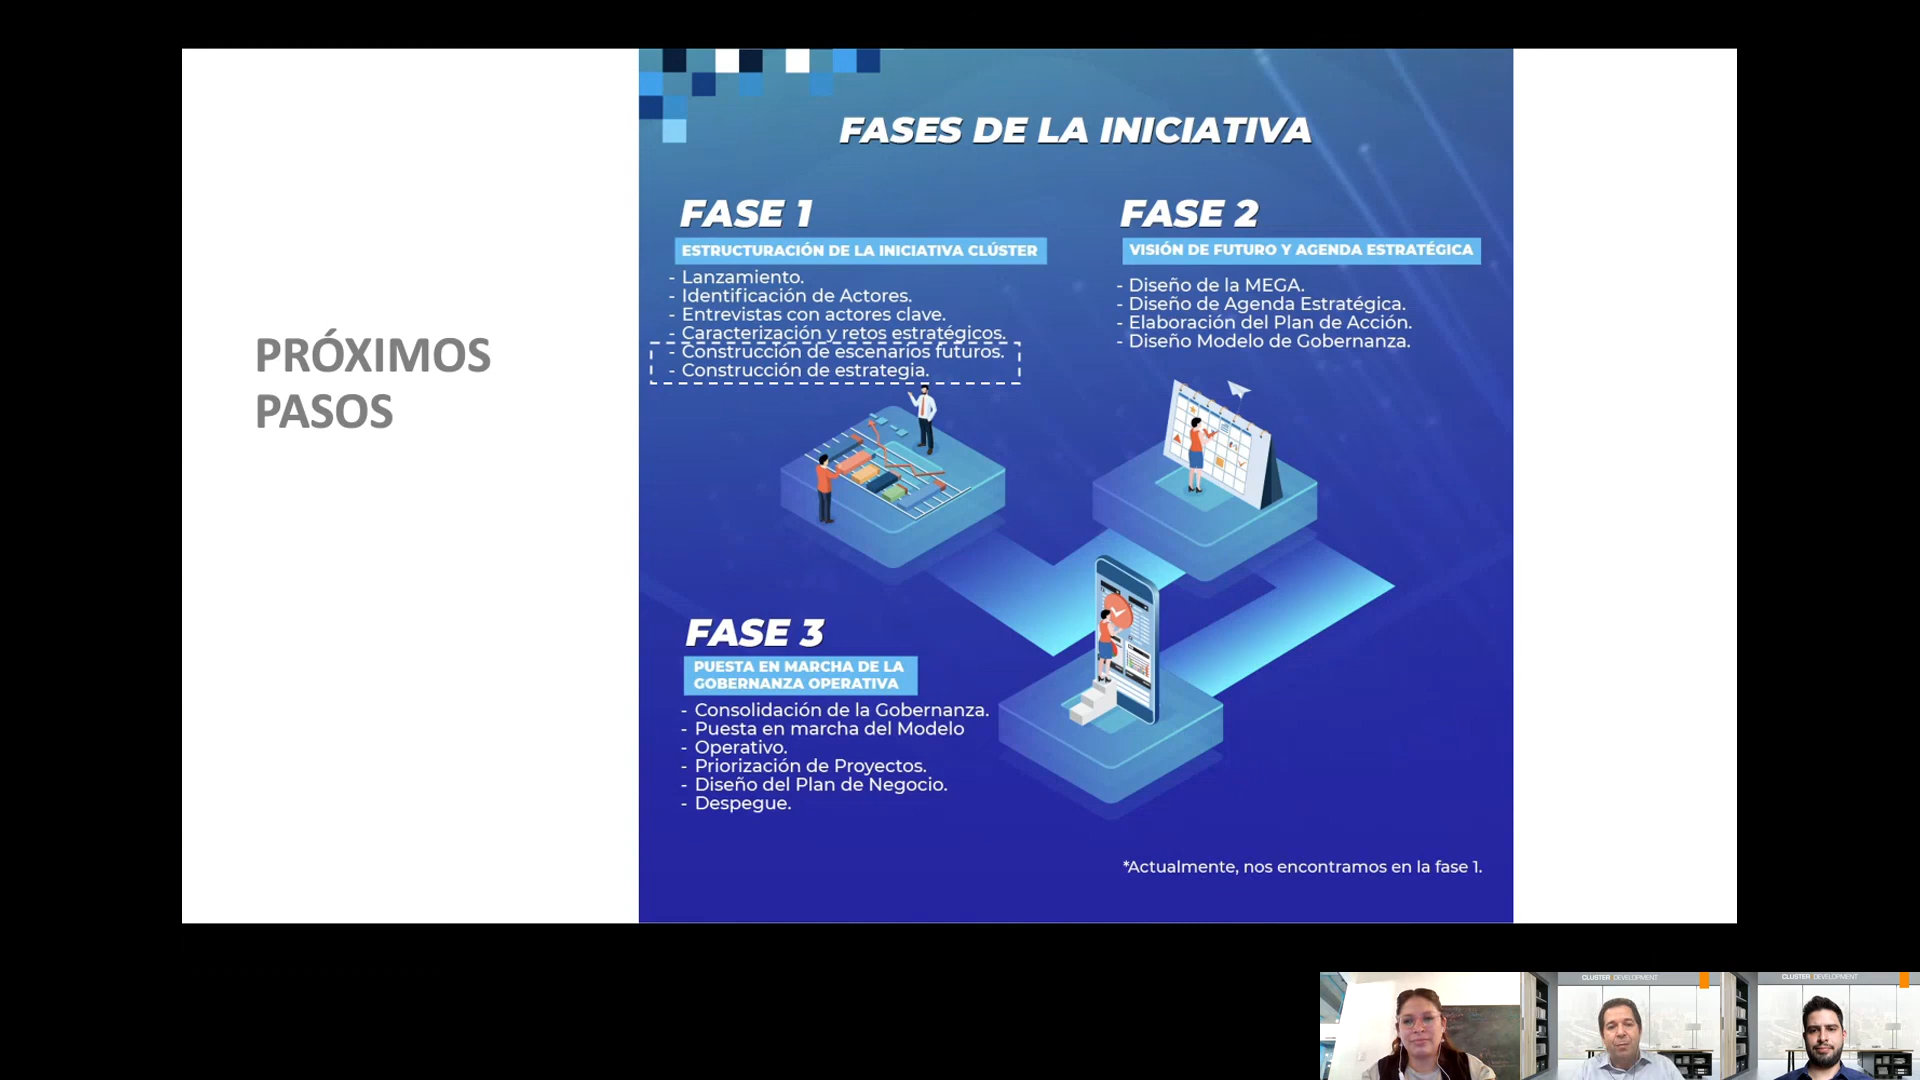 PRÓXIMOS
PASOS
FASES DE LA INICIATIVA
FASE 1
ESTRUCTURACIÓN DE LA INICIATIVA CLÚSTER
- Lanzamiento.
- Identificación de Actores.
- Entrevistas con actores clave.
- Caracterización y retos estratégicos.
- Construcción de escenarios futuros.
- Construcción de estrategia.
FASE 2
VISIÓN DE FUTURO Y AGENDA ESTRATÉGICA
- Diseño de la MEGA.
- Diseño de Agenda Estratégica.
- Elaboración del Plan de Acción.
- Diseño Modelo de Gobernanza.
FASE 3
PUESTA EN MARCHA DE LA
GOBERNANZA OPERATIVA
- Consolidación de la Gobernanza.
- Puesta en marcha del Modelo
- Operativo.
- Priorización de Proyectos.
- Diseño del Plan de Negocio.
- Despegue.
*Actualmente, nos encontramos en la fase 1.
CLUSTER DEVELOPMENT
CLUSTER DEVELOPMENT